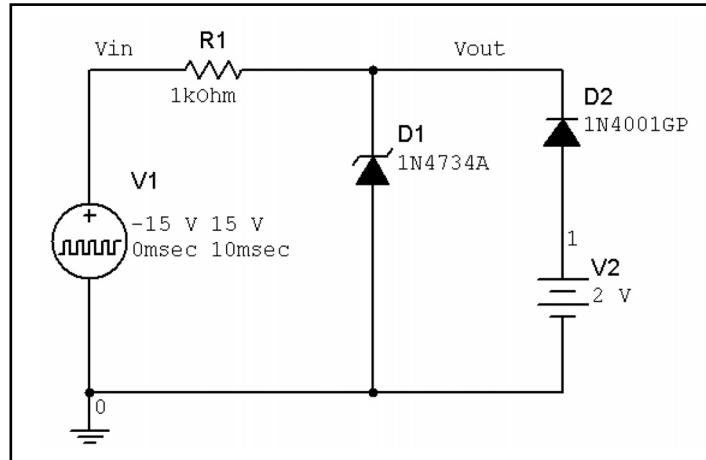 Vin
R1
1kOhm
Vout
D2
1N4001GP
D1
1N4734A
V1
+
-15 V 15 V
0msec 10msec
1
V2
2 V
0